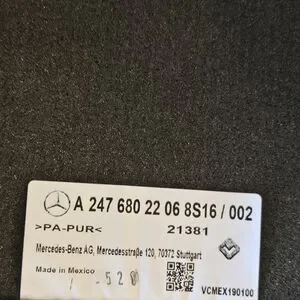 A 247 680 22 06 8S16 / 002
>PA-PUR< 21381
Mercedes-Benz AG, Mercedesstraße 120, 70372 Stuttgart
Made in Mexico
VCMEX190100